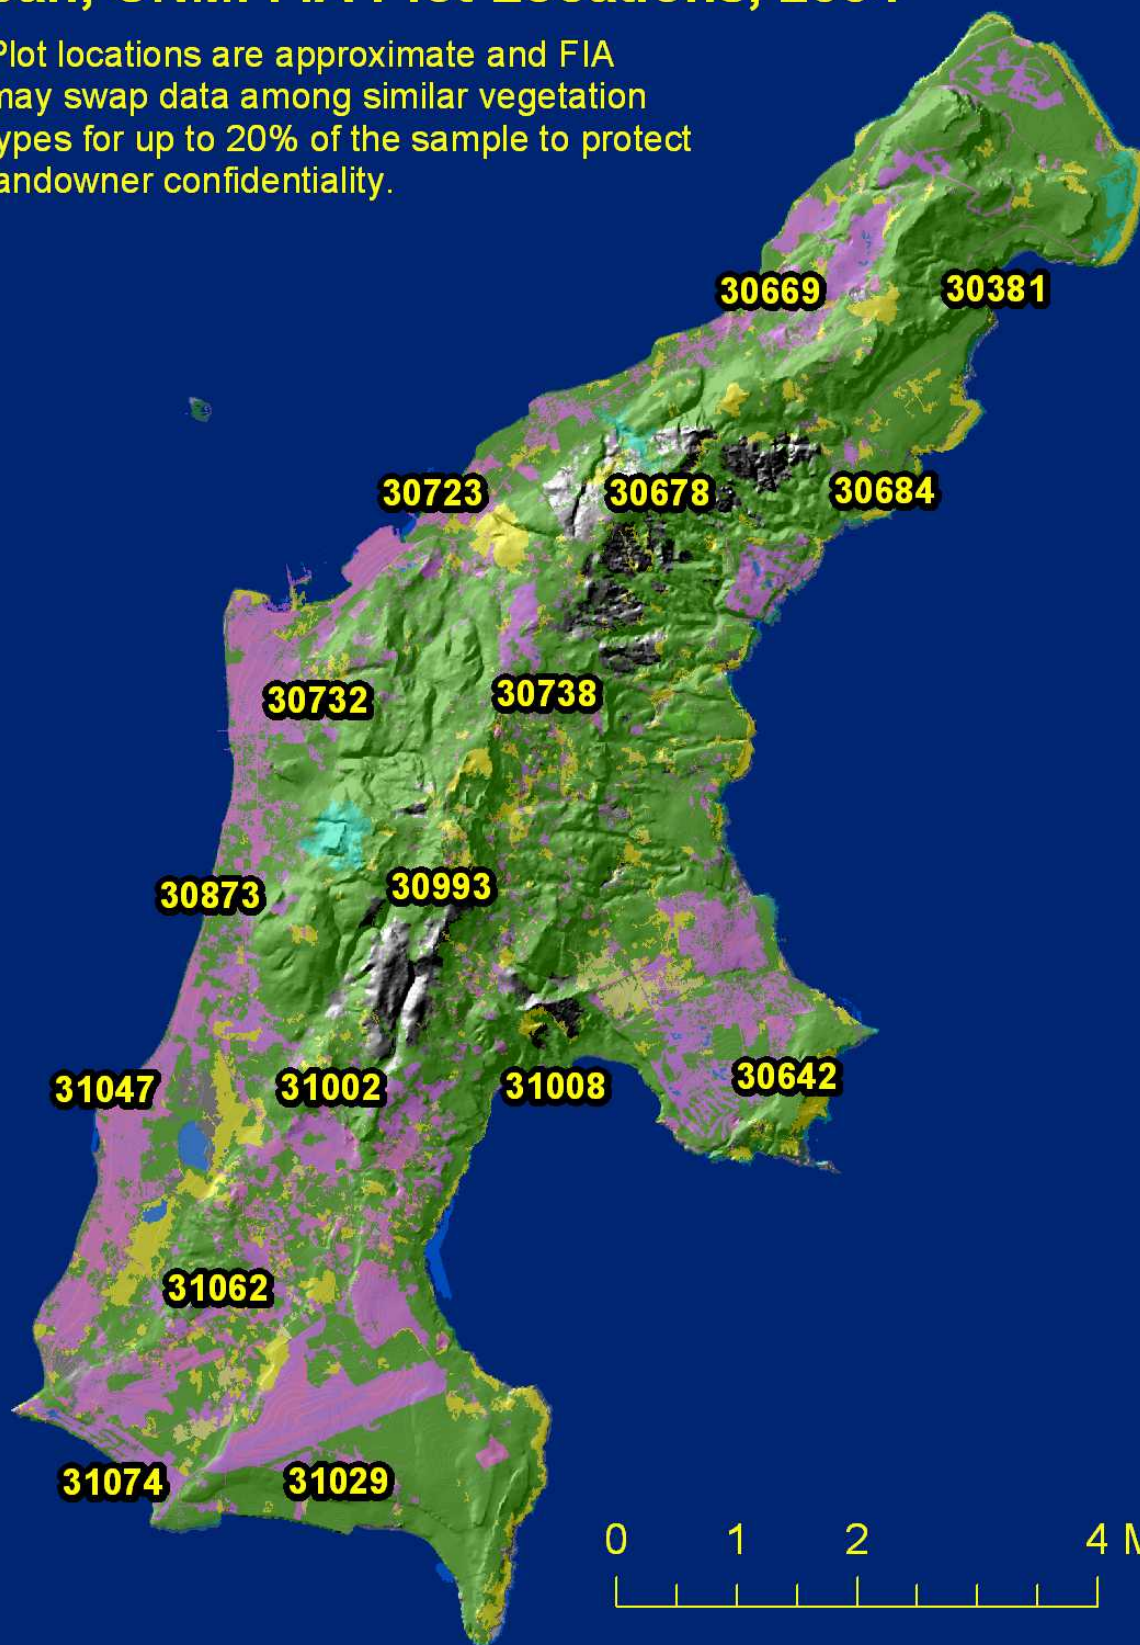 Plot locations are approximate and FIA
may swap data among similar vegetation
types for up to 20% of the sample to protect
landowner confidentiality.
30669 30381
30723 30678 30684
30732 30738
30873 30993
31047 31002 31008 30642
31062
31074 31029
0 1 2 4 M